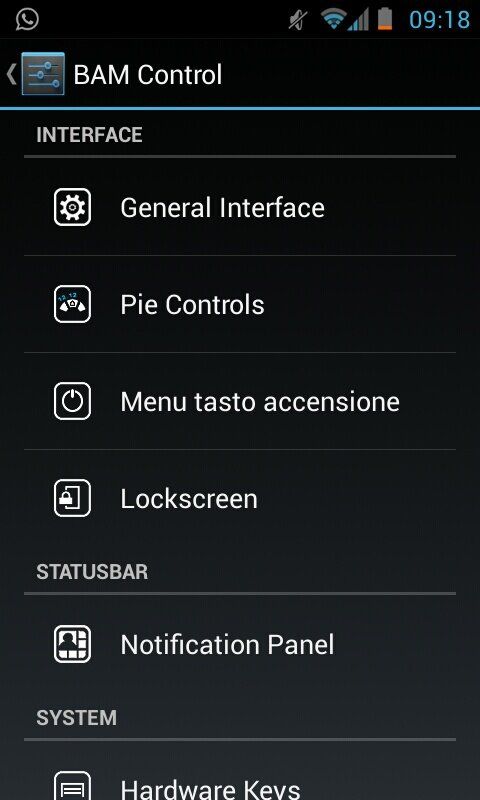 09:18
BAM Control
INTERFACE
General Interface
Pie Controls
Menu tasto accensione
Lockscreen
STATUSBAR
Notification Panel
SYSTEM
Hardware Keys